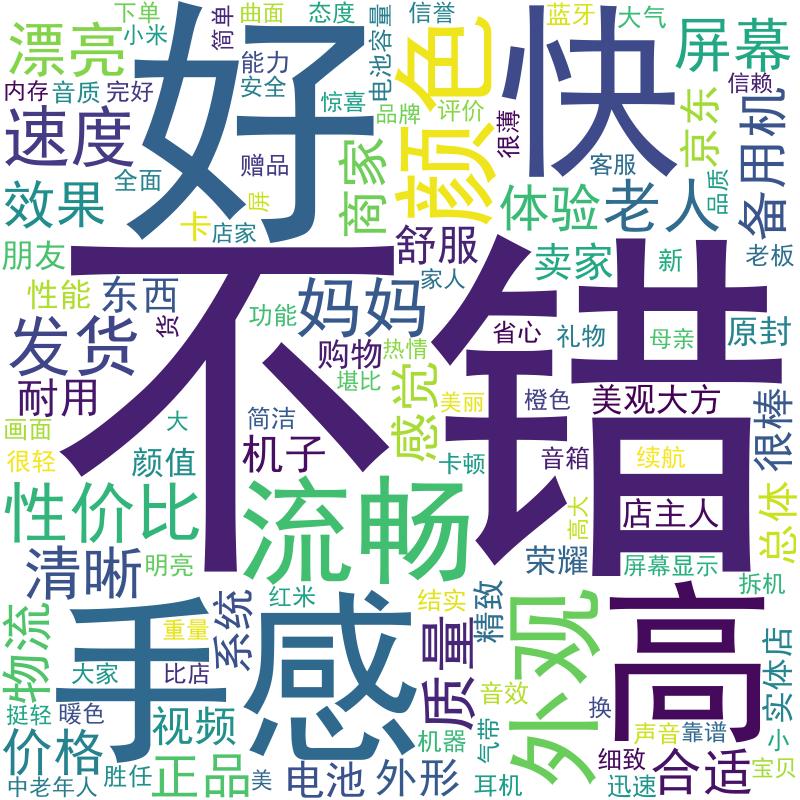 下单
曲面
态度
信誉
蓝牙
大气
小米
简单
好
电池容量
颜色
快
屏幕
漂亮
能力
安全
信赖
内存
音质
完好
惊喜
品牌
评价
很薄
京东
备用机
速度
赠品
商家
客服
品质
全面
屏
体验
老人
效果
卡
店家
舒服
朋友
家人
卖家
新
老板
性能
东西
不错
功能
妈妈
省心
礼物
母亲
原封
发货
货
购物
热情
堪比
感觉
耐用
美丽
橙色
美观大方
很棒
画面
大
简洁
很轻
颜值
机子
卡顿
音箱
续航
性价比
流畅
高大
店主人
总体
清晰
明亮
荣耀
屏幕显示
拆机
物流
系统
红米
结实
精致
外观
高
实体店
重量
手感
质量
大家
比店
挺轻
暖色
视频
音效
换
机器
气带
声音
靠谱
小
价格
细致
合适
宝贝
中老年人
胜任
正品
美
电池
外形
耳机
迅速